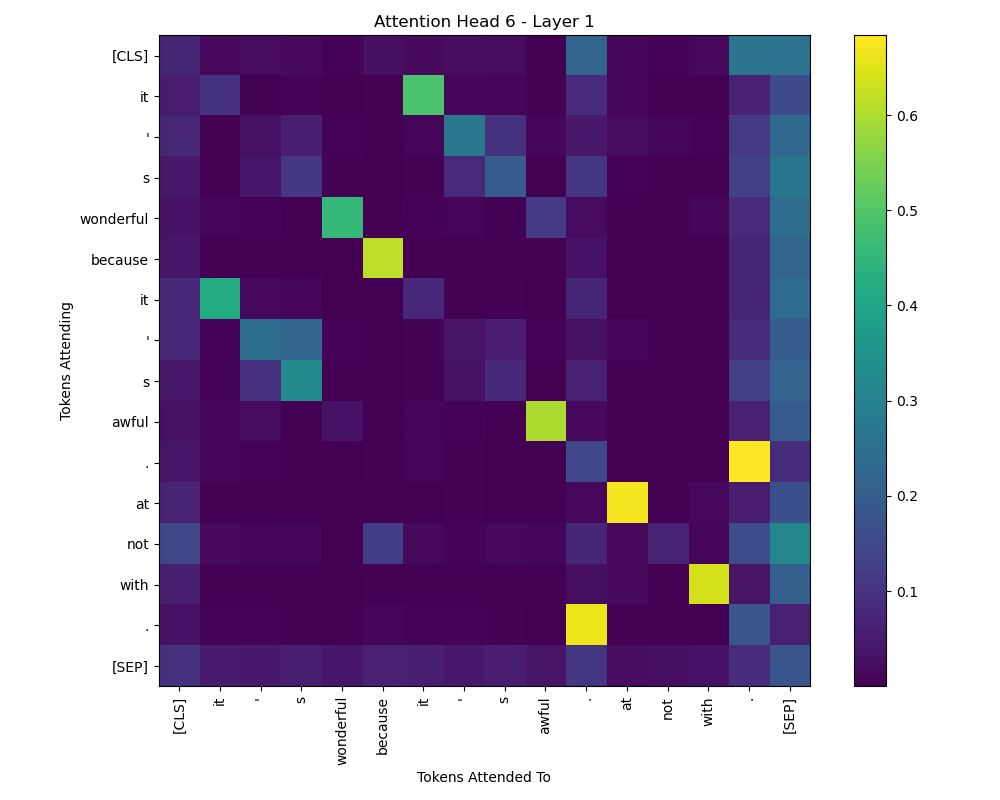 Attention Head 6 - Layer 1
[CLS]
it
'
s
wonderful
because
it
'
s
awful
.
at
not
with
.
[SEP]
Tokens Attending
[CLS]
it
'
s
wonderful
because
it
'
s
awful
.
at
not
with
.
[SEP]
Tokens Attended To
0.6
0.5
0.4
0.3
0.2
0.1